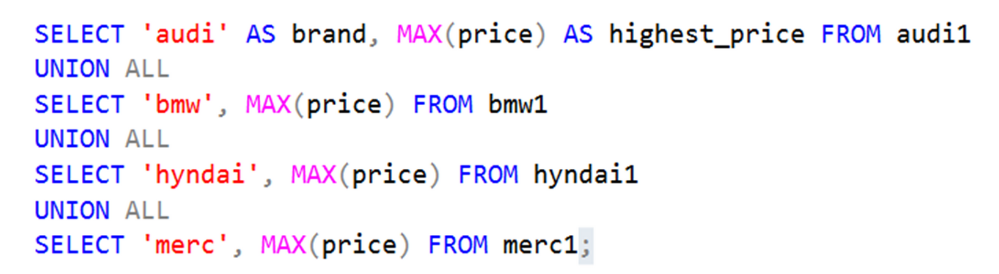 SELECT 'audi' AS brand, MAX(price) AS highest_price FROM audi1
UNION ALL
SELECT 'bmw', MAX(price) FROM bmw1
UNION ALL
SELECT 'hyndai', MAX(price) FROM hyndai1
UNION ALL
SELECT 'merc', MAX(price) FROM merc1;